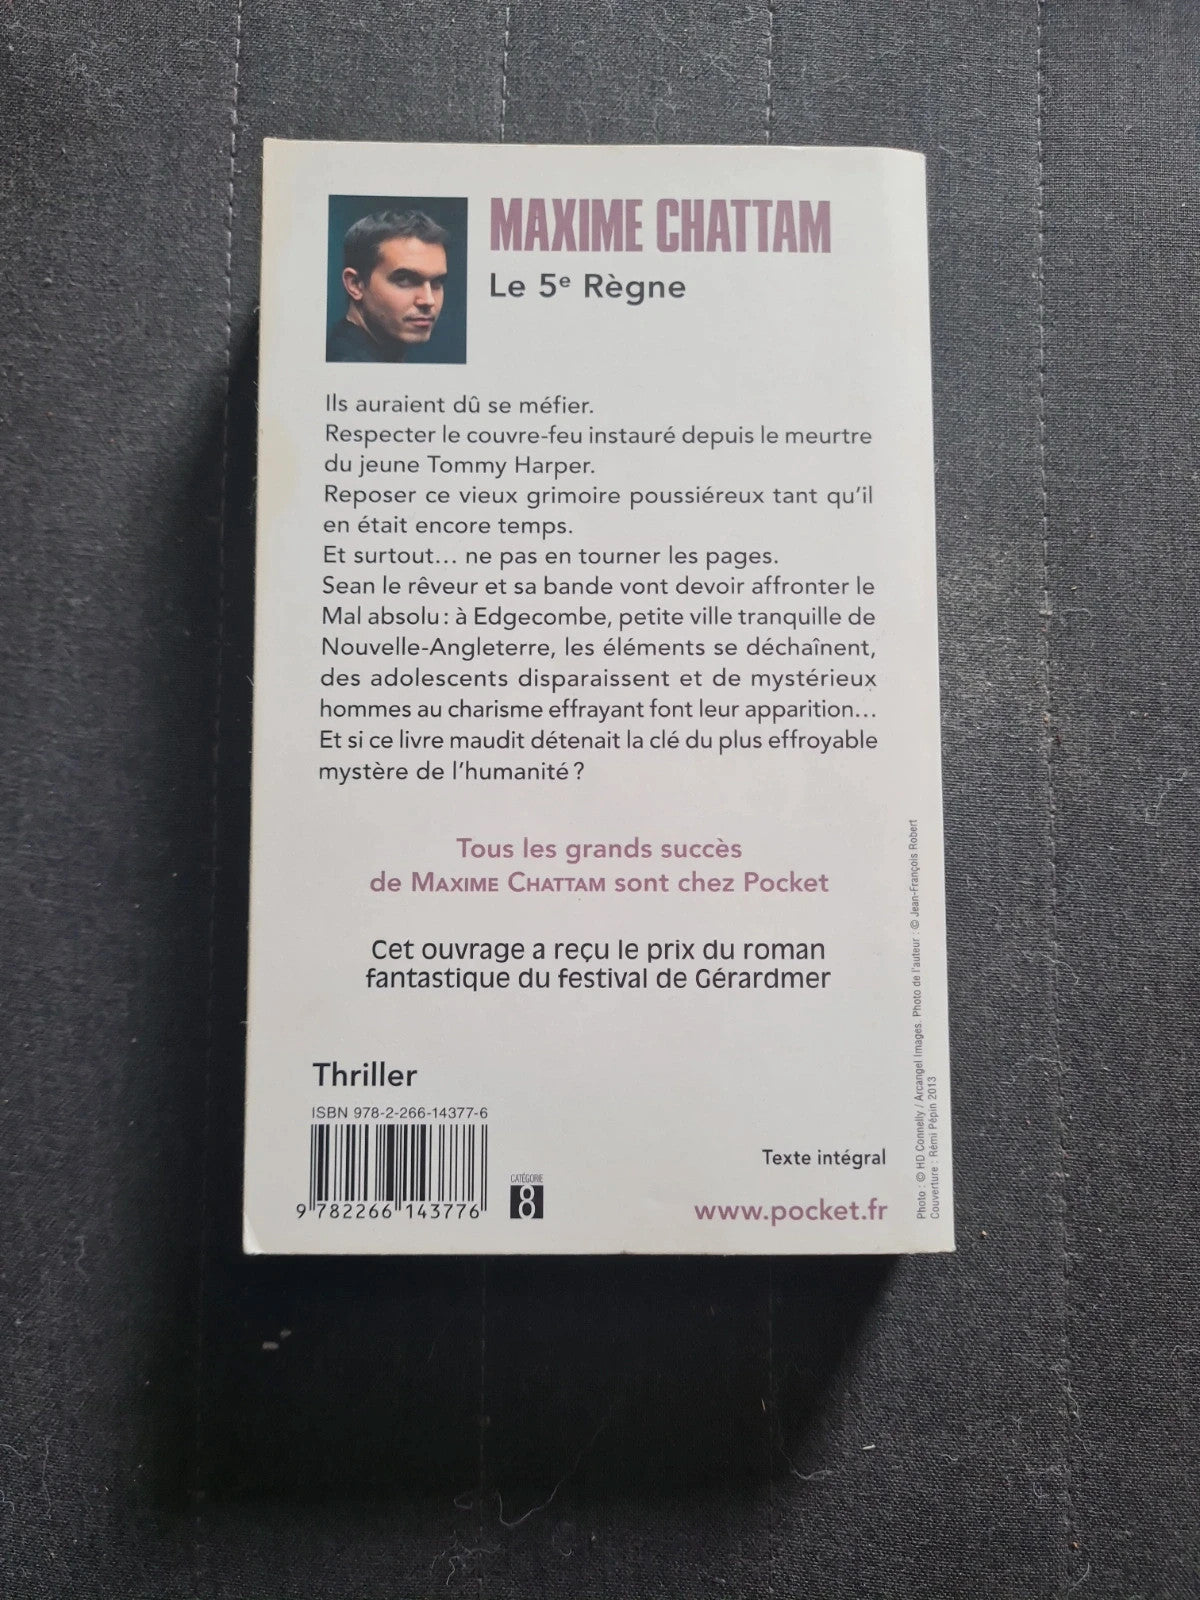 MAXIME CHATTAM
Le 5e Règne
Ils auraient dû se méfier.
Respecter le couvre-feu instauré depuis le meurtre
du jeune Tommy Harper.
Reposer ce vieux grimoire poussiéreux tant qu'il
en était encore temps.
Et surtout... ne pas en tourner les pages.
Sean le rêveur et sa bande vont devoir affronter le
Mal absolu : à Edgecombe, petite ville tranquille de
Nouvelle-Angleterre, les éléments se déchaînent,
des adolescents disparaissent et de mystérieux
hommes au charisme effrayant font leur apparition...
Et si ce livre maudit détenait la clé du plus effroyable
mystère de l'humanité ?
Tous les grands succès
de MAXIME CHATTAM sont chez Pocket
Cet ouvrage a reçu le prix du roman
fantastique du festival de Gérardmer
Thriller
ISBN 978-2-266-14377-6
9 782266 143776
CATÉGORIE
8
Texte intégral
www.pocket.fr
Photo : © HD Connelly / Arcangel Images. Photo de l'auteur : © Jean-François Robert
Couverture : Rémi Pépin 2013